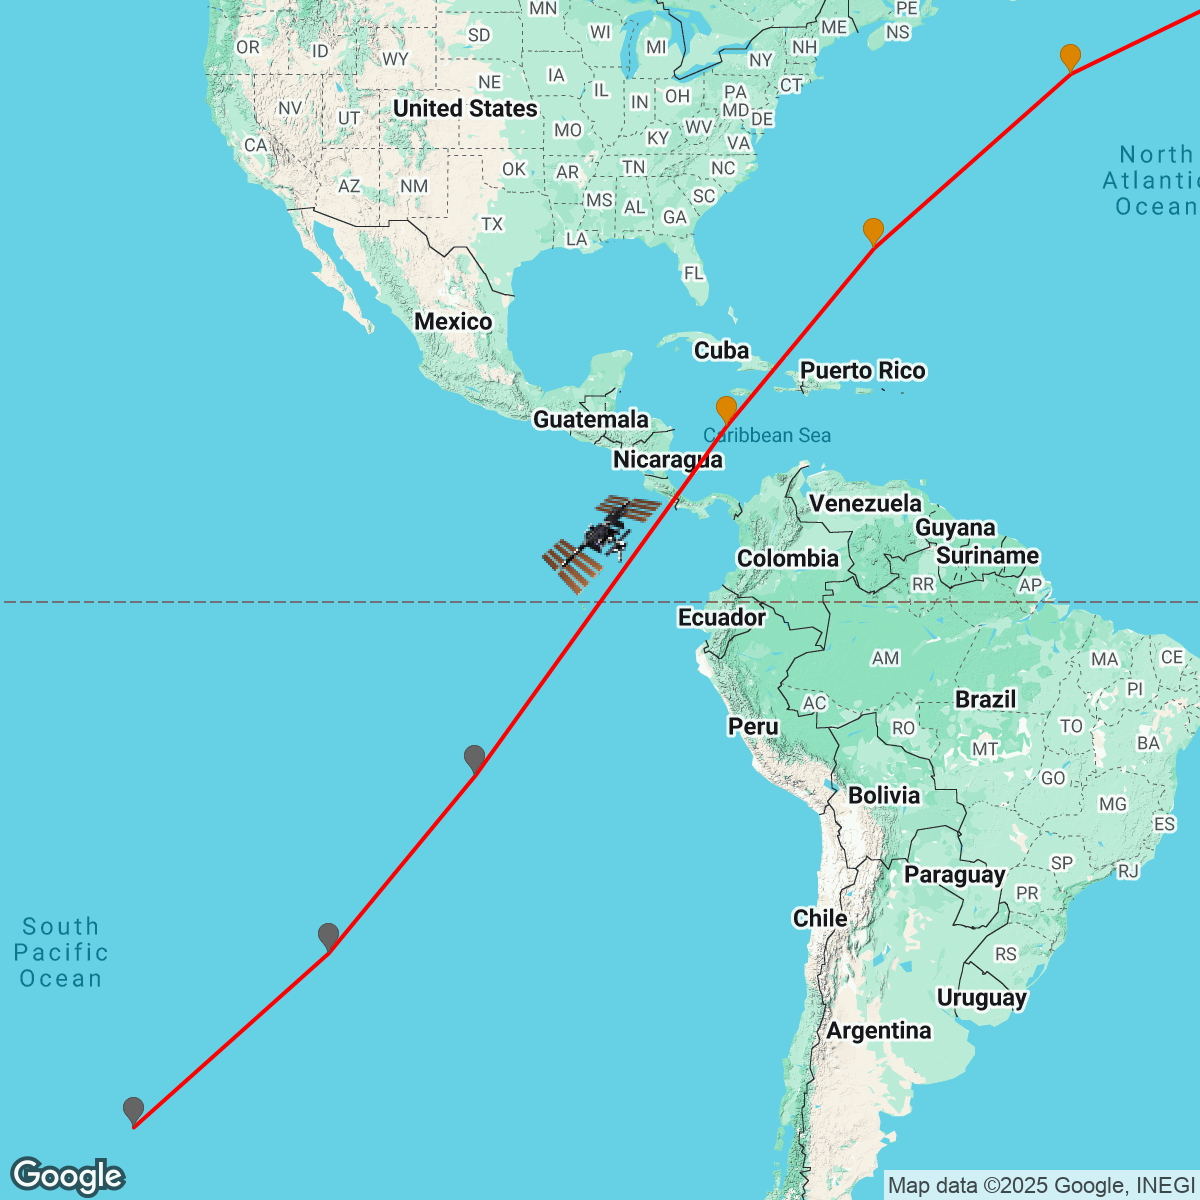 MN
PE
ME
NS
OR
ID
SD
WI
MI
NH
WY
NY
IA
CT
NE
IL
PA
OH
IN
NV
United States
MD
UT
DE
MO
WV
KY
CA
VA
North
Atlantic
Ocean
OK
AR
TN
NC
AZ
NM
MS
SC
AL
GA
TX
LA
FL
Mexico
Cuba
Puerto Rico
Guatemala
Caribbean Sea
Nicaragua
Venezuela
Guyana
Colombia
Suriname
RR
AP
Ecuador
AM
MA
CE
PI
Brazil
AC
Peru
RO
TO
MT
BA
GO
Bolivia
MG
ES
SP
RJ
Paraguay
PR
Chile
South
Pacific
Ocean
RS
Uruguay
Argentina
Google
Map data ©2025 Google, INEGI